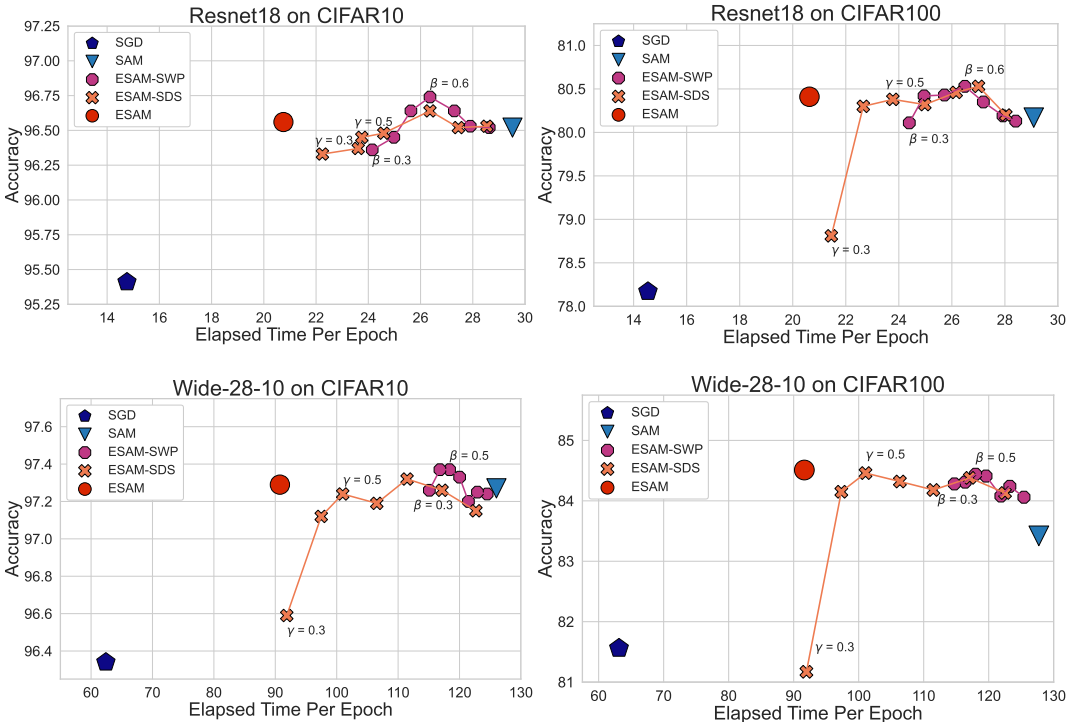 Resnet18 on CIFAR10
97.25
97.00
96.75
96.50
96.25
96.00
95.75
95.50
95.25
Accuracy
SGD
SAM
ESAM-SWP
ESAM-SDS
ESAM
β = 0.6
γ = 0.5
γ = 0.3
β = 0.3
14 16 18 20 22 24 26 28 30
Elapsed Time Per Epoch
Resnet18 on CIFAR100
81.0
80.5
80.0
79.5
79.0
78.5
78.0
Accuracy
SGD
SAM
ESAM-SWP
ESAM-SDS
ESAM
β = 0.6
γ = 0.5
β = 0.3
γ = 0.3
14 16 18 20 22 24 26 28 30
Elapsed Time Per Epoch
Wide-28-10 on CIFAR10
97.6
97.4
97.2
97.0
96.8
96.6
96.4
Accuracy
SGD
SAM
ESAM-SWP
ESAM-SDS
ESAM
β = 0.5
γ = 0.5
β = 0.3
γ = 0.3
60 70 80 90 100 110 120 130
Elapsed Time Per Epoch
Wide-28-10 on CIFAR100
85
84
83
82
81
Accuracy
SGD
SAM
ESAM-SWP
ESAM-SDS
ESAM
γ = 0.5
β = 0.5
β = 0.3
γ = 0.3
60 70 80 90 100 110 120 130
Elapsed Time Per Epoch